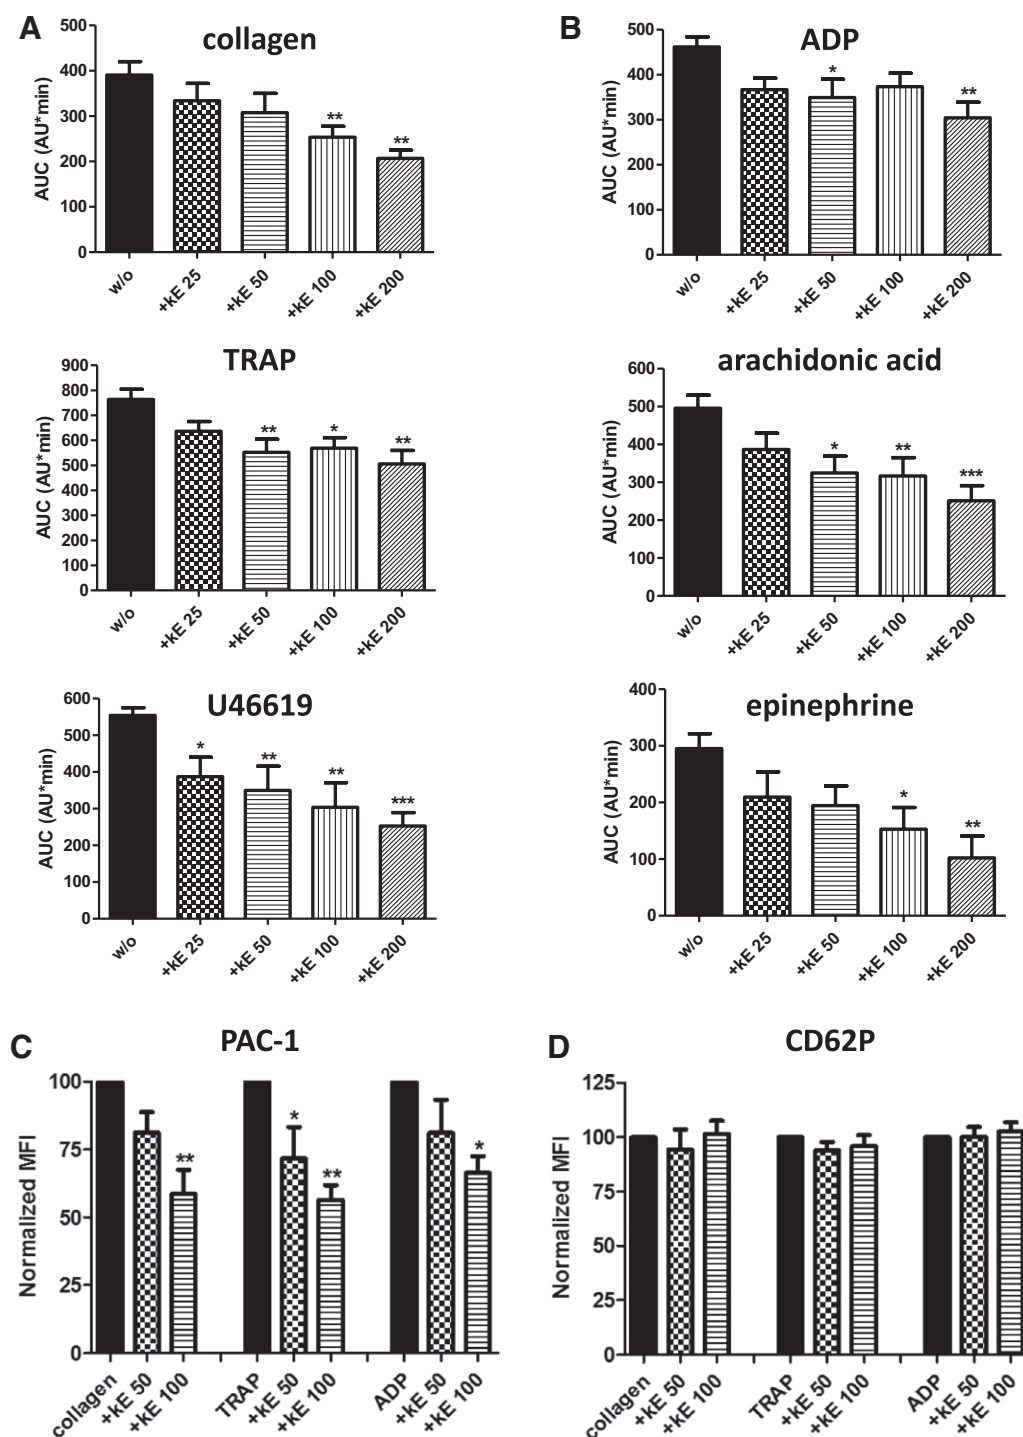 A
collagen
AUC (AU*min)
500
400
300
200
100
0
**
**
w/o
+kE 25
+kE 50
+kE 100
+kE 200
B
ADP
AUC (AU*min)
500
400
300
200
100
0
*
**
w/o
+kE 25
+kE 50
+kE 100
+kE 200
TRAP
AUC (AU*min)
900
800
700
600
500
400
300
200
100
0
**
*
**
w/o
+kE 25
+kE 50
+kE 100
+kE 200
arachidonic acid
AUC (AU*min)
600
500
400
300
200
100
0
*
**
***
w/o
+kE 25
+kE 50
+kE 100
+kE 200
U46619
AUC (AU*min)
600
500
400
300
200
100
0
*
**
**
***
w/o
+kE 25
+kE 50
+kE 100
+kE 200
epinephrine
AUC (AU*min)
400
300
200
100
0
*
**
w/o
+kE 25
+kE 50
+kE 100
+kE 200
C
PAC-1
Normalized MFI
100
75
50
25
0
**
*
**
*
collagen
+kE 50
+kE 100
TRAP
+kE 50
+kE 100
ADP
+kE 50
+kE 100
D
CD62P
Normalized MFI
125
100
75
50
25
0
collagen
+kE 50
+kE 100
TRAP
+kE 50
+kE 100
ADP
+kE 50
+kE 100